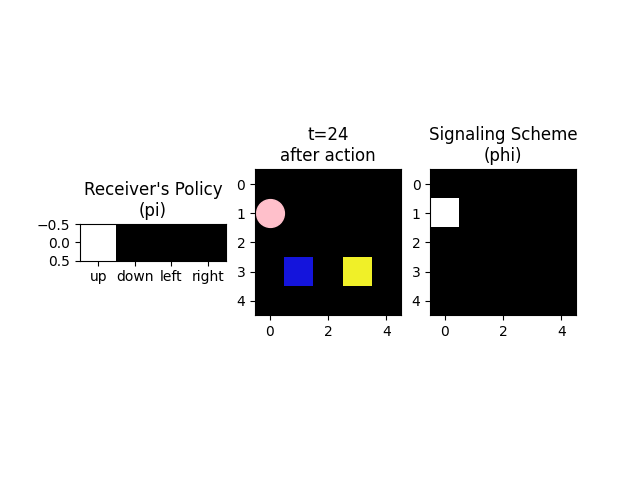 Receiver's Policy
(pi)
−0.5
0.0
0.5
up down left right
t=24
after action
0
1
2
3
4
0 2 4
Signaling Scheme
(phi)
0
1
2
3
4
0 2 4